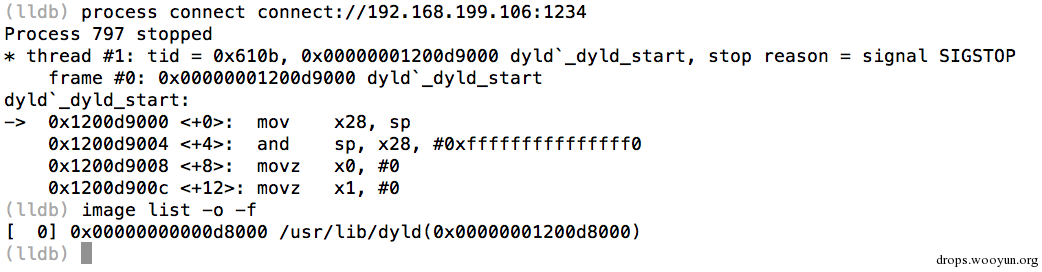 (lldb) process connect connect://192.168.199.106:1234
Process 797 stopped
* thread #1: tid = 0x610b, 0x00000001200d9000 dyld`_dyld_start, stop reason = signal SIGSTOP
    frame #0: 0x00000001200d9000 dyld`_dyld_start
dyld`_dyld_start:
->  0x1200d9000 <+0>:  mov    x28, sp
    0x1200d9004 <+4>:  and    sp, x28, #0xfffffffffffffff0
    0x1200d9008 <+8>:  movz   x0, #0
    0x1200d900c <+12>: movz   x1, #0
(lldb) image list -o -f
[  0] 0x00000000000d8000 /usr/lib/dyld(0x00000001200d8000)
(lldb)
drops.wooyun.org